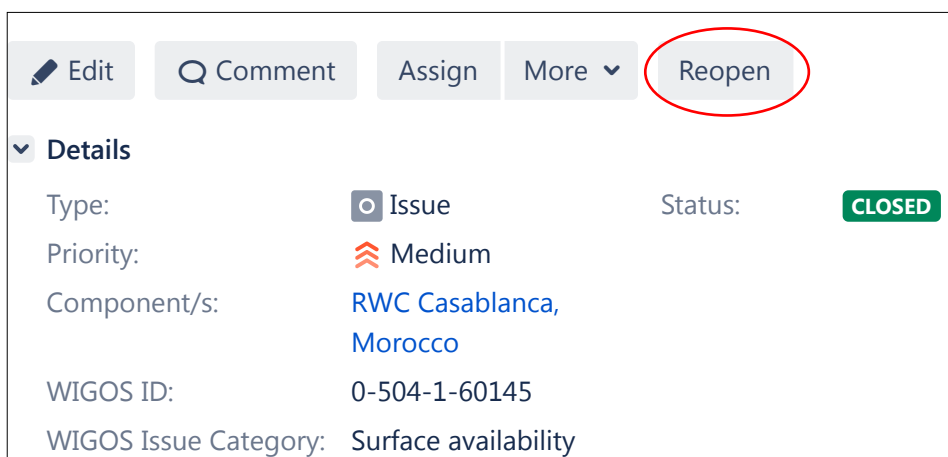 Edit Comment Assign More Reopen
Details
Type: Issue Status: CLOSED
Priority: Medium
Component/s: RWC Casablanca,
Morocco
WIGOS ID: 0-504-1-60145
WIGOS Issue Category: Surface availability